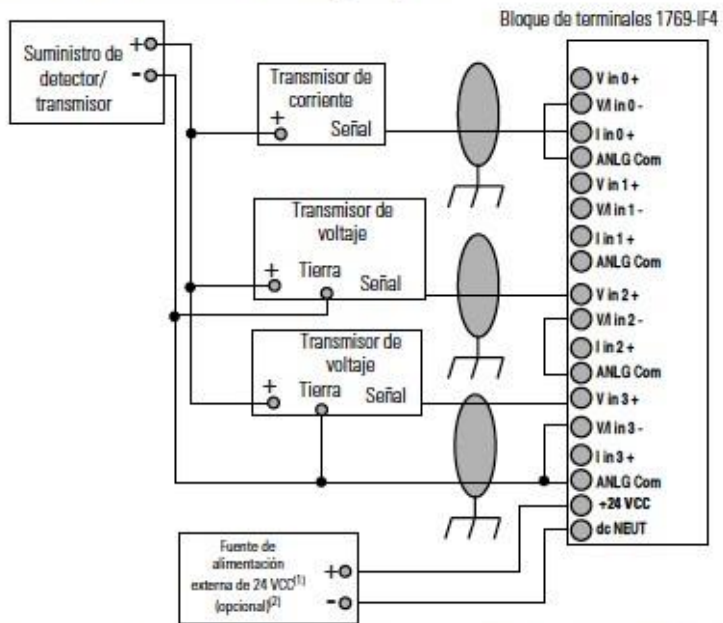 Bloque de terminales 1769-IF4
Suministro de
detector/
transmisor
+
-
Transmisor de
corriente
+
Señal
Transmisor de
voltaje
+
Tierra
Señal
Transmisor de
voltaje
+
Tierra
Señal
Fuente de
alimentación
externa de 24 VCC(1)
(opcional)(2)
+
-
V in 0 +
V/I in 0 -
I in 0 +
ANLG Com
V in 1 +
V/I in 1 -
I in 1 +
ANLG Com
V in 2 +
V/I in 2 -
I in 2 +
ANLG Com
V in 3 +
V/I in 3 -
I in 3 +
ANLG Com
+24 VCC
dc NEUT